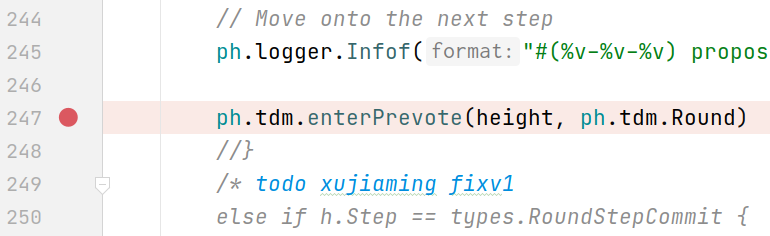 244 // Move onto the next step
245 ph.logger.Infof( format: "#(%v-%v-%v) propos
246
247 ph.tdm.enterPrevote(height, ph.tdm.Round)
248 //}
249 /* todo xujiaming fixv1
250 else if h.Step == types.RoundStepCommit {